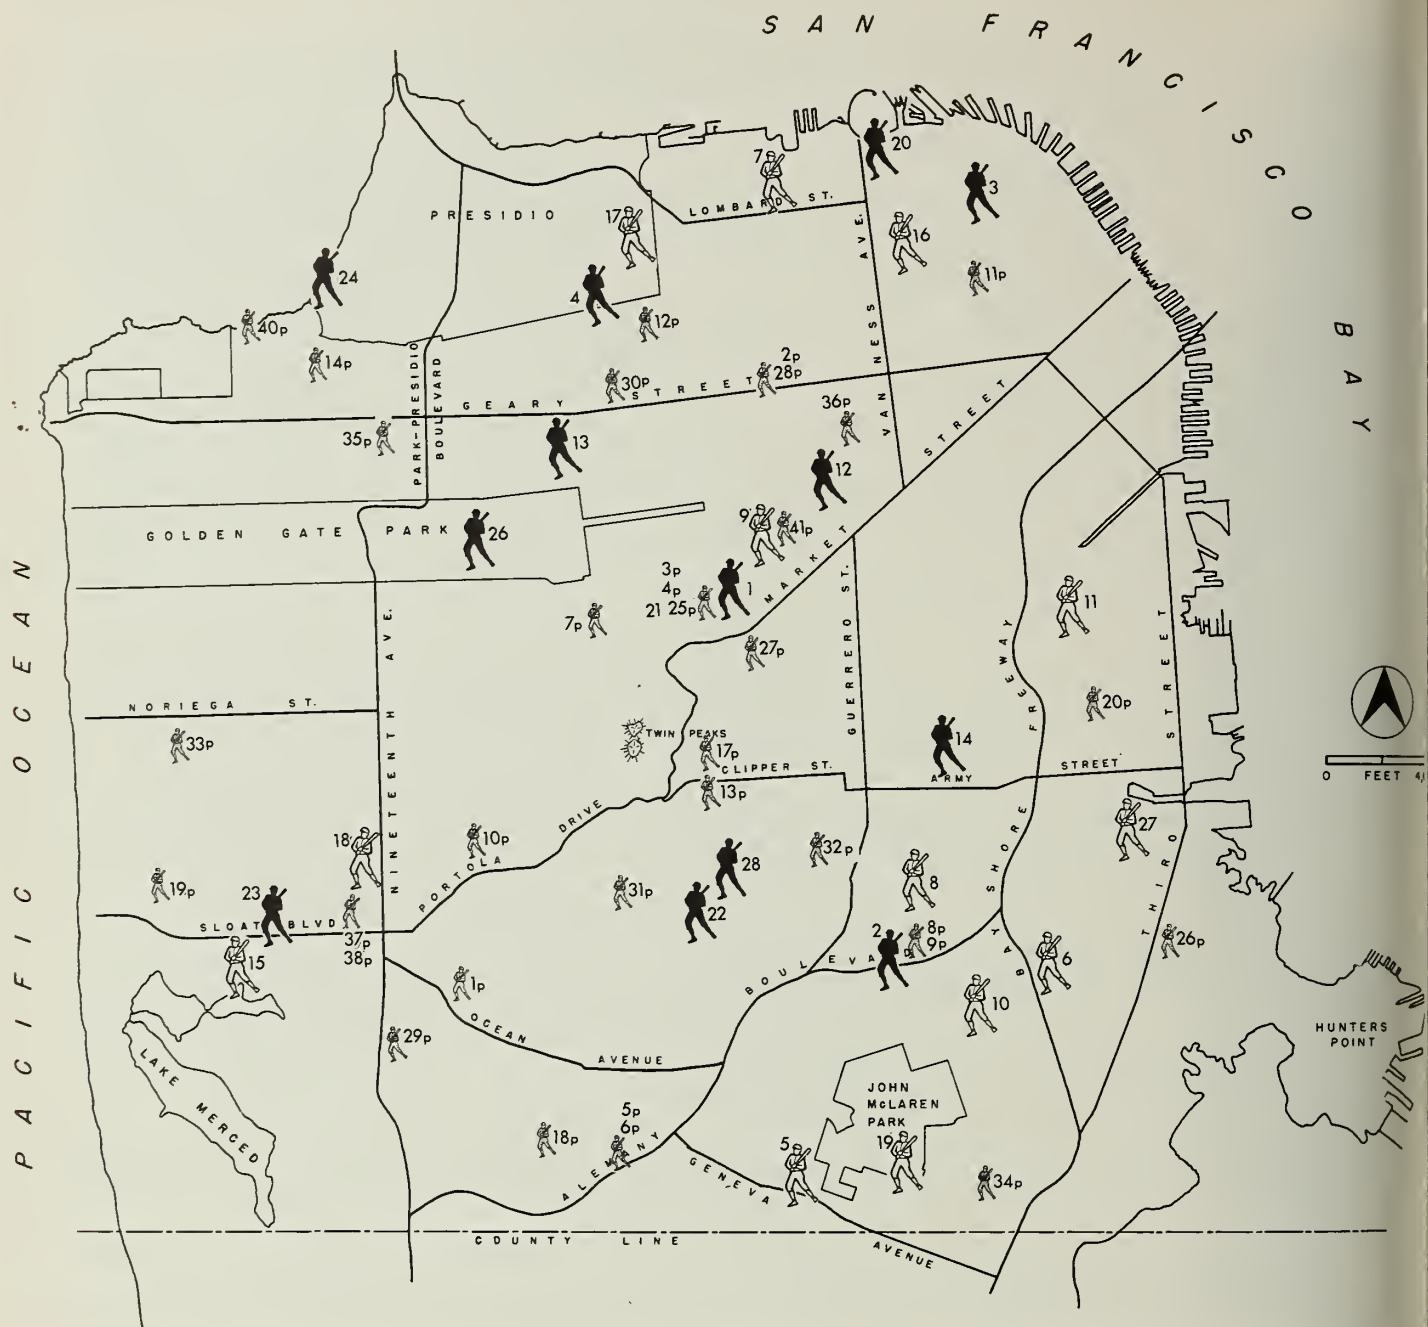 SAN FRANCISCO BAY
PACIFIC OCEAN
20
7
3
PRESIDIO
LOMBARD ST.
17
16
24
11p
4
40p
12p
VAN NESS AVE.
14p
2p
28p
30p
PARK-PRESIDIO
BOULEVARD
GEARY STREET
36p
35p
13
12
MARKET STREET
9
41p
GOLDEN GATE PARK
26
3p
4p
21 25p
1
11
7p
27p
GUERRERO ST.
FREEWAY
20p
NORIEGA ST.
33p
TWIN PEAKS
17p
14
CLIPPER ST.
ARMY STREET
13p
0 FEET
NINETEENTH AVE.
PORTOLA DRIVE
10p
18
32p
28
27
8
31p
22
19p
23
SLOAT BLVD
37p
38p
15
2
8p
9p
BAY SHORE
BAY SHORE
THIRD STREET
26p
6
10
1p
29p
OCEAN AVENUE
LAKE MERCED
HUNTERS
POINT
JOHN
McLAREN
PARK
19
5
5p
6p
18p
ALEMANY BOULEVARD
GENEVA AVENUE
34p
COUNTY LINE